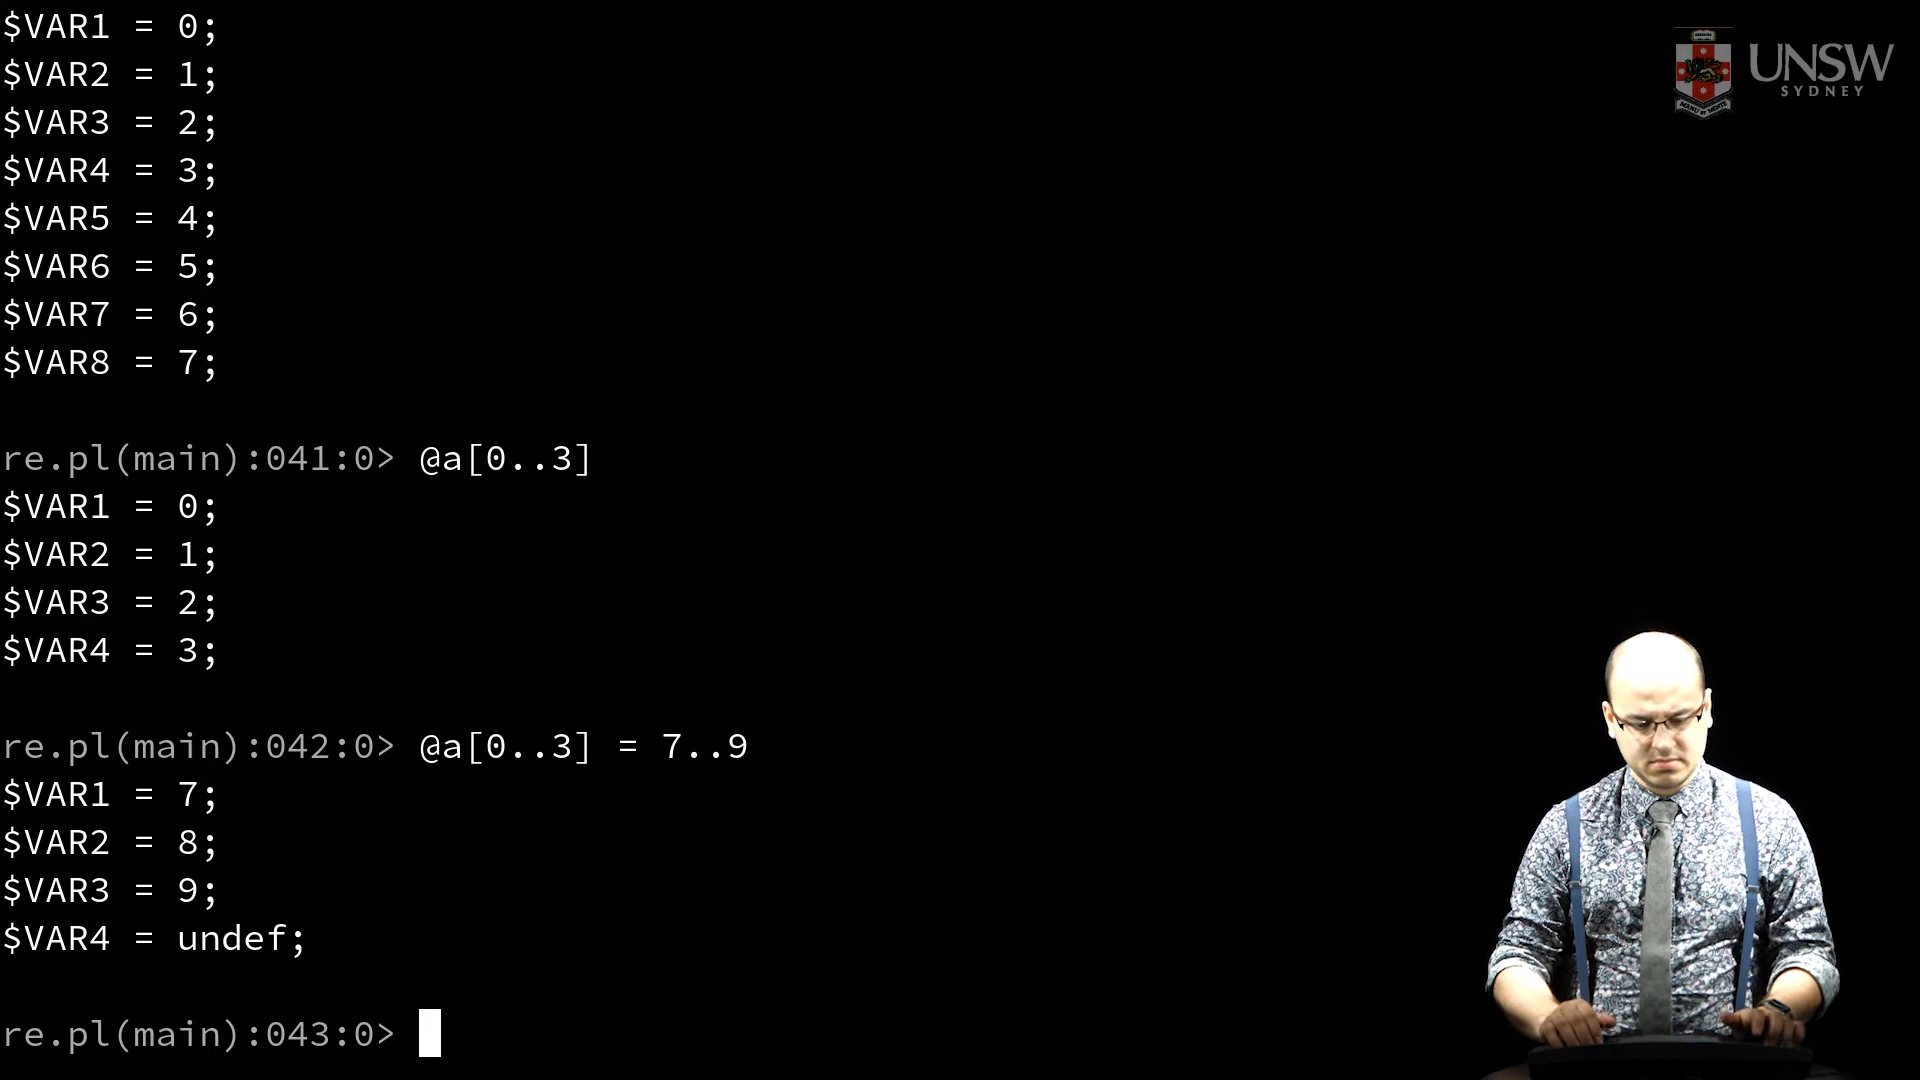 $VAR1 = 0;
$VAR2 = 1;
$VAR3 = 2;
$VAR4 = 3;
$VAR5 = 4;
$VAR6 = 5;
$VAR7 = 6;
$VAR8 = 7;
re.pl(main):041:0> @a[0..3]
$VAR1 = 0;
$VAR2 = 1;
$VAR3 = 2;
$VAR4 = 3;
re.pl(main):042:0> @a[0..3] = 7..9
$VAR1 = 7;
$VAR2 = 8;
$VAR3 = 9;
$VAR4 = undef;
re.pl(main):043:0>
UNSW
SYDNEY